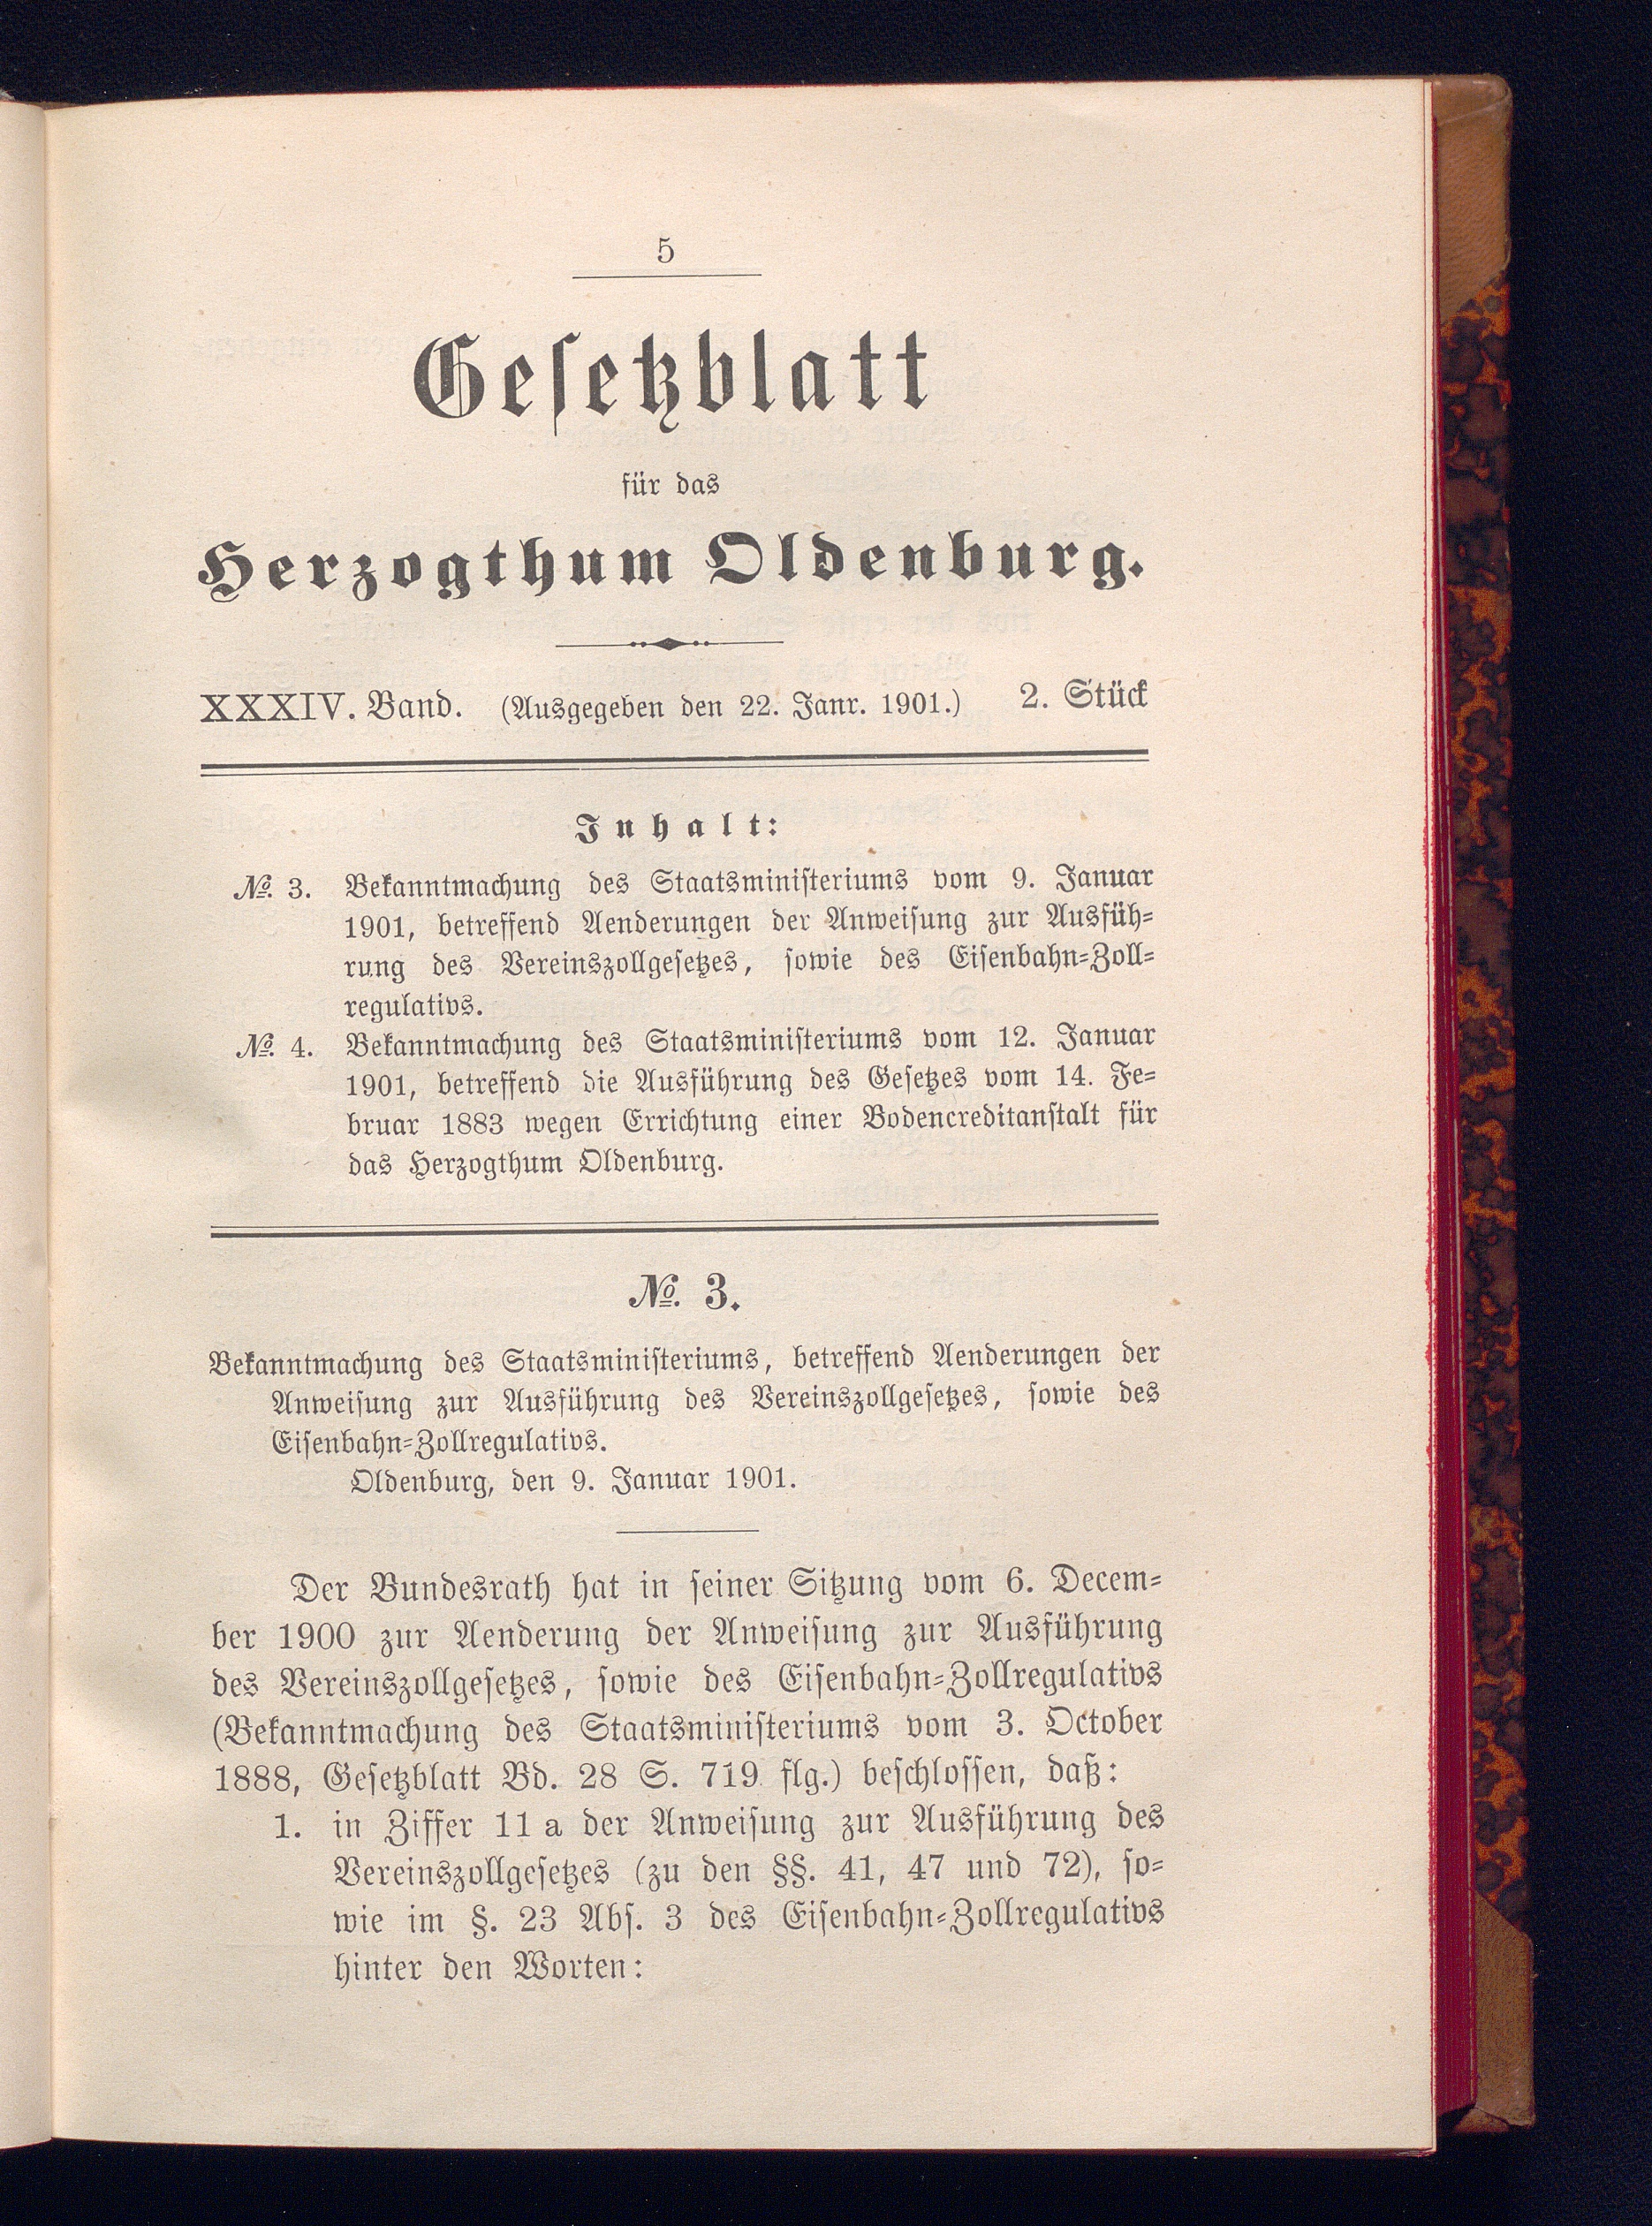 5
Gesetzblatt
für das
Herzogthum Oldenburg.
XXXIV. Band. (Ausgegeben den 22. Janr. 1901.) 2. Stück
Inhalt:
№. 3. Bekanntmachung des Staatsministeriums vom 9. Januar
1901, betreffend Aenderungen der Anweisung zur Ausfüh-
rung des Vereinszollgesetzes, sowie des Eisenbahn-Zoll-
regulativs.
№. 4. Bekanntmachung des Staatsministeriums vom 12. Januar
1901, betreffend die Ausführung des Gesetzes vom 14. Fe-
bruar 1883 wegen Errichtung einer Bodencreditanstalt für
das Herzogthum Oldenburg.
№. 3.
Bekanntmachung des Staatsministeriums, betreffend Aenderungen der
Anweisung zur Ausführung des Vereinszollgesetzes, sowie des
Eisenbahn-Zollregulativs.
Oldenburg, den 9. Januar 1901.
Der Bundesrath hat in seiner Sitzung vom 6. Decem-
ber 1900 zur Aenderung der Anweisung zur Ausführung
des Vereinszollgesetzes, sowie des Eisenbahn-Zollregulativs
(Bekanntmachung des Staatsministeriums vom 3. October
1888, Gesetzblatt Bd. 28 S. 719 flg.) beschlossen, daß:
1. in Ziffer 11 a der Anweisung zur Ausführung des
Vereinszollgesetzes (zu den §§. 41, 47 und 72), so-
wie im §. 23 Abs. 3 des Eisenbahn-Zollregulativs
hinter den Worten: